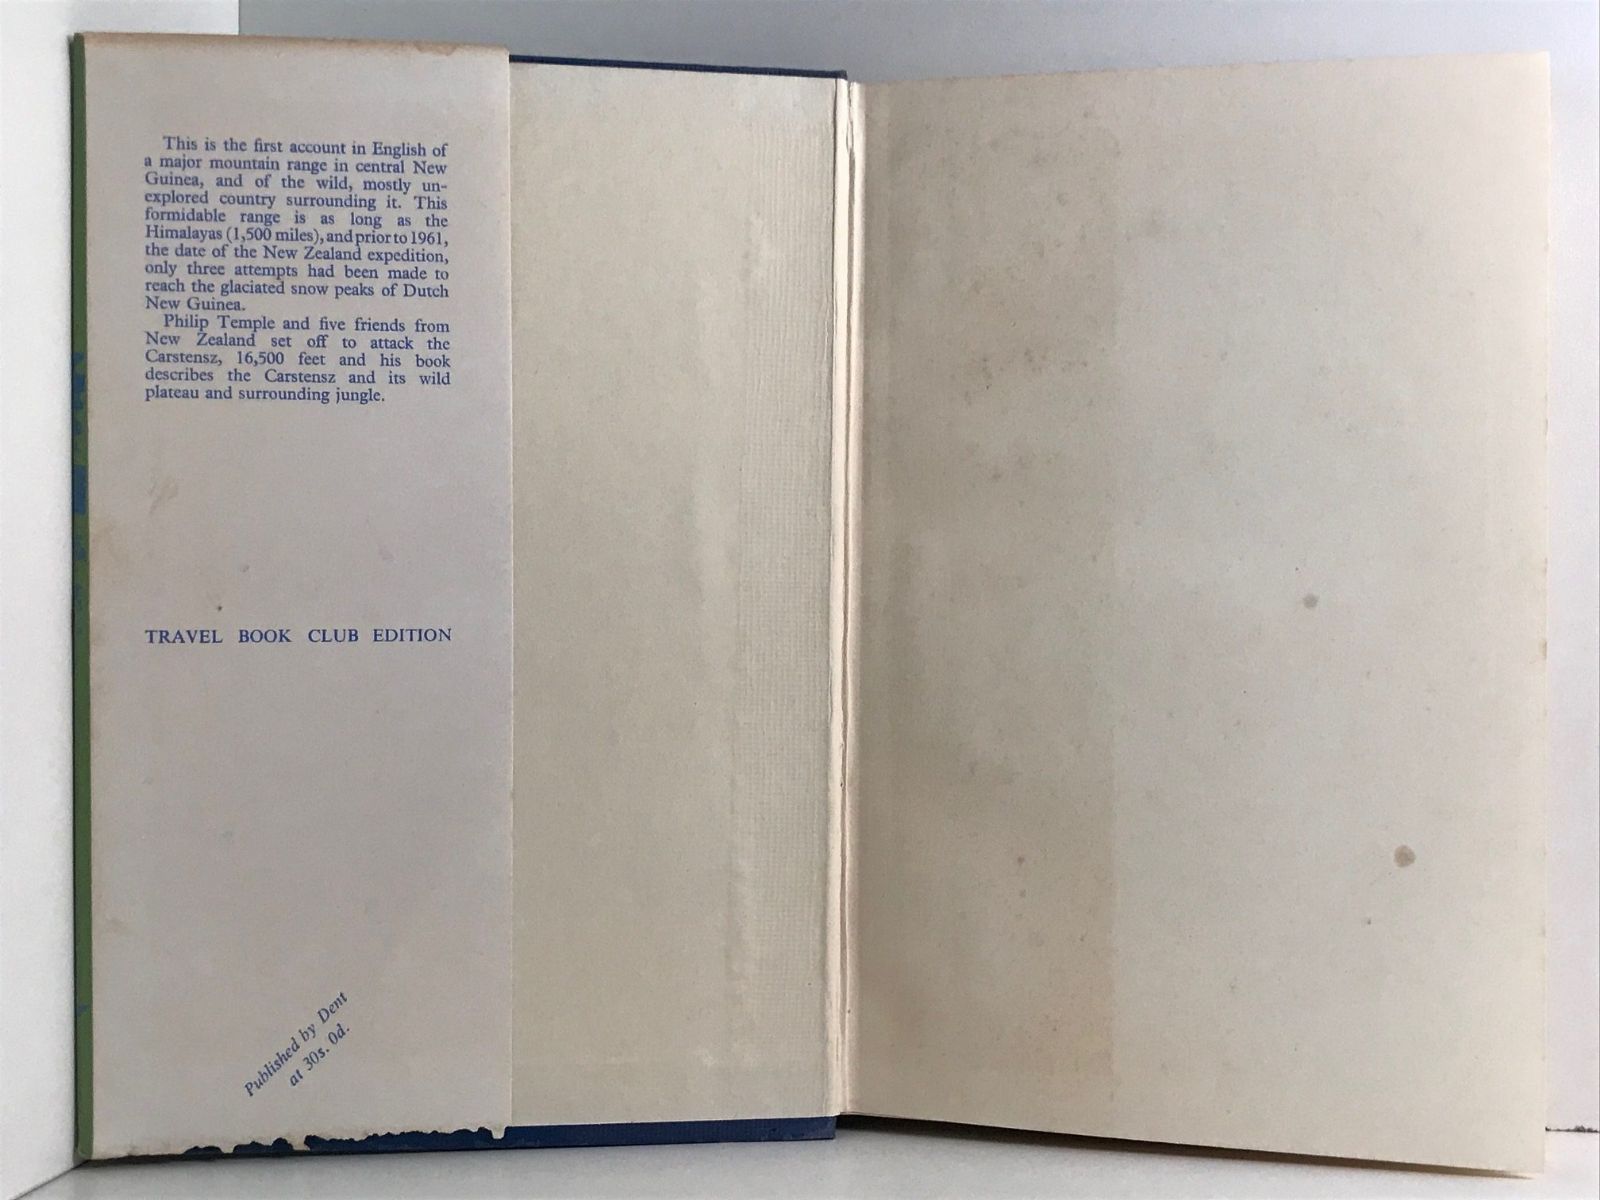 This is the first account in English of
a major mountain range in central New
Guinea, and of the wild, mostly un-
explored country surrounding it. This
formidable range is as long as the
Himalayas (1,500 miles), and prior to 1961,
the date of the New Zealand expedition,
only three attempts had been made to
reach the glaciated snow peaks of Dutch
New Guinea.
Philip Temple and five friends from
New Zealand set off to attack the
Carstensz, 16,500 feet and his book
describes the Carstensz and its wild
plateau and surrounding jungle.
TRAVEL BOOK CLUB EDITION
Published by Dent
at 30s. 0d.